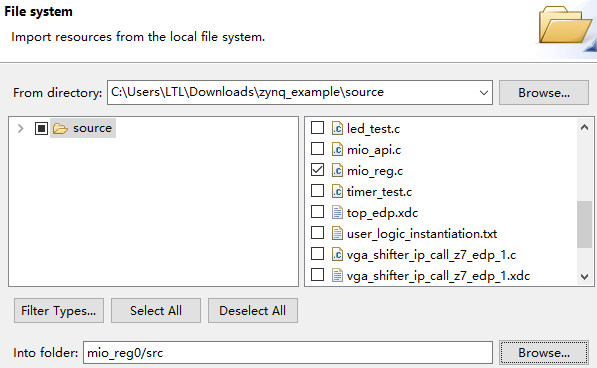 File system
Import resources from the local file system.
From directory: C:\Users\LTL\Downloads\zynq_example\source Browse...
source
led_test.c
mio_api.c
mio_reg.c
timer_test.c
top_edp.xdc
user_logic_instantiation.txt
vga_shifter_ip_call_z7_edp_1.c
vga_shifter_ip_call_z7_edp_1.xdc
Filter Types... Select All Deselect All
Into folder: mio_reg0/src Browse...